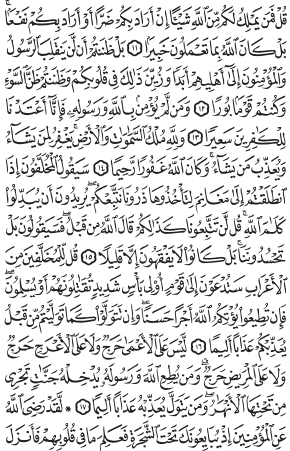 قُلْ فَمَن يَمْلِكُ لَكُم مِّنَ ٱللَّهِ شَيْـًٔا إِنْ أَرَادَ بِكُمْ ضَرًّا أَوْ أَرَادَ بِكُمْ نَفْعًۢا
بَلْ كَانَ ٱللَّهُ بِمَا تَعْمَلُونَ خَبِيرًۢا ١١ بَلْ ظَنَنتُمْ أَن لَّن يَنقَلِبَ ٱلرَّسُولُ
وَٱلْمُؤْمِنُونَ إِلَىٰٓ أَهْلِيهِمْ أَبَدًا وَزُيِّنَ ذَٰلِكَ فِى قُلُوبِكُمْ وَظَنَنتُمْ ظَنَّ ٱلسَّوْءِ
وَكُنتُمْ قَوْمًۢا بُورًا ١٢ وَمَن لَّمْ يُؤْمِنۢ بِٱللَّهِ وَرَسُولِهِۦ فَإِنَّآ أَعْتَدْنَا
لِلْكَٰفِرِينَ سَعِيرًا ١٣ وَلِلَّهِ مُلْكُ ٱلسَّمَٰوَٰتِ وَٱلْأَرْضِ يَغْفِرُ لِمَن يَشَآءُ
وَيُعَذِّبُ مَن يَشَآءُ وَكَانَ ٱللَّهُ غَفُورًا رَّحِيمًا ١٤ سَيَقُولُ ٱلْمُخَلَّفُونَ إِذَا
ٱنطَلَقْتُمْ إِلَىٰ مَغَانِمَ لِتَأْخُذُوهَا ذَرُونَا نَتَّبِعْكُمْ يُرِيدُونَ أَن يُبَدِّلُوا۟
كَلَٰمَ ٱللَّهِ قُل لَّن تَتَّبِعُونَا كَذَٰلِكُمْ قَالَ ٱللَّهُ مِن قَبْلُ فَسَيَقُولُونَ بَلْ
تَحْسُدُونَنَا بَلْ كَانُوا۟ لَا يَفْقَهُونَ إِلَّا قَلِيلًا ١٥ قُل لِّلْمُخَلَّفِينَ مِنَ
ٱلْأَعْرَابِ سَتُدْعَوْنَ إِلَىٰ قَوْمٍ أُو۟لِى بَأْسٍ شَدِيدٍ تُقَٰتِلُونَهُمْ أَوْ يُسْلِمُونَ
فَإِن تُطِيعُوا۟ يُؤْتِكُمُ ٱللَّهُ أَجْرًا حَسَنًا وَإِن تَتَوَلَّوْا۟ كَمَا تَوَلَّيْتُم مِّن قَبْلُ
يُعَذِّبْكُمْ عَذَابًا أَلِيمًا ١٦ لَّيْسَ عَلَى ٱلْأَعْمَىٰ حَرَجٌ وَلَا عَلَى ٱلْأَعْرَجِ حَرَجٌ
وَلَا عَلَى ٱلْمَرِيضِ حَرَجٌ وَمَن يُطِعِ ٱللَّهَ وَرَسُولَهُۥ يُدْخِلْهُ جَنَّٰتٍ تَجْرِى
مِن تَحْتِهَا ٱلْأَنْهَٰرُ وَمَن يَتَوَلَّ يُعَذِّبْهُ عَذَابًا أَلِيمًا ١٧ ۞ لَّقَدْ رَضِىَ ٱللَّهُ
عَنِ ٱلْمُؤْمِنِينَ إِذْ يُبَايِعُونَكَ تَحْتَ ٱلشَّجَرَةِ فَعَلِمَ مَا فِى قُلُوبِهِمْ فَأَنزَلَ